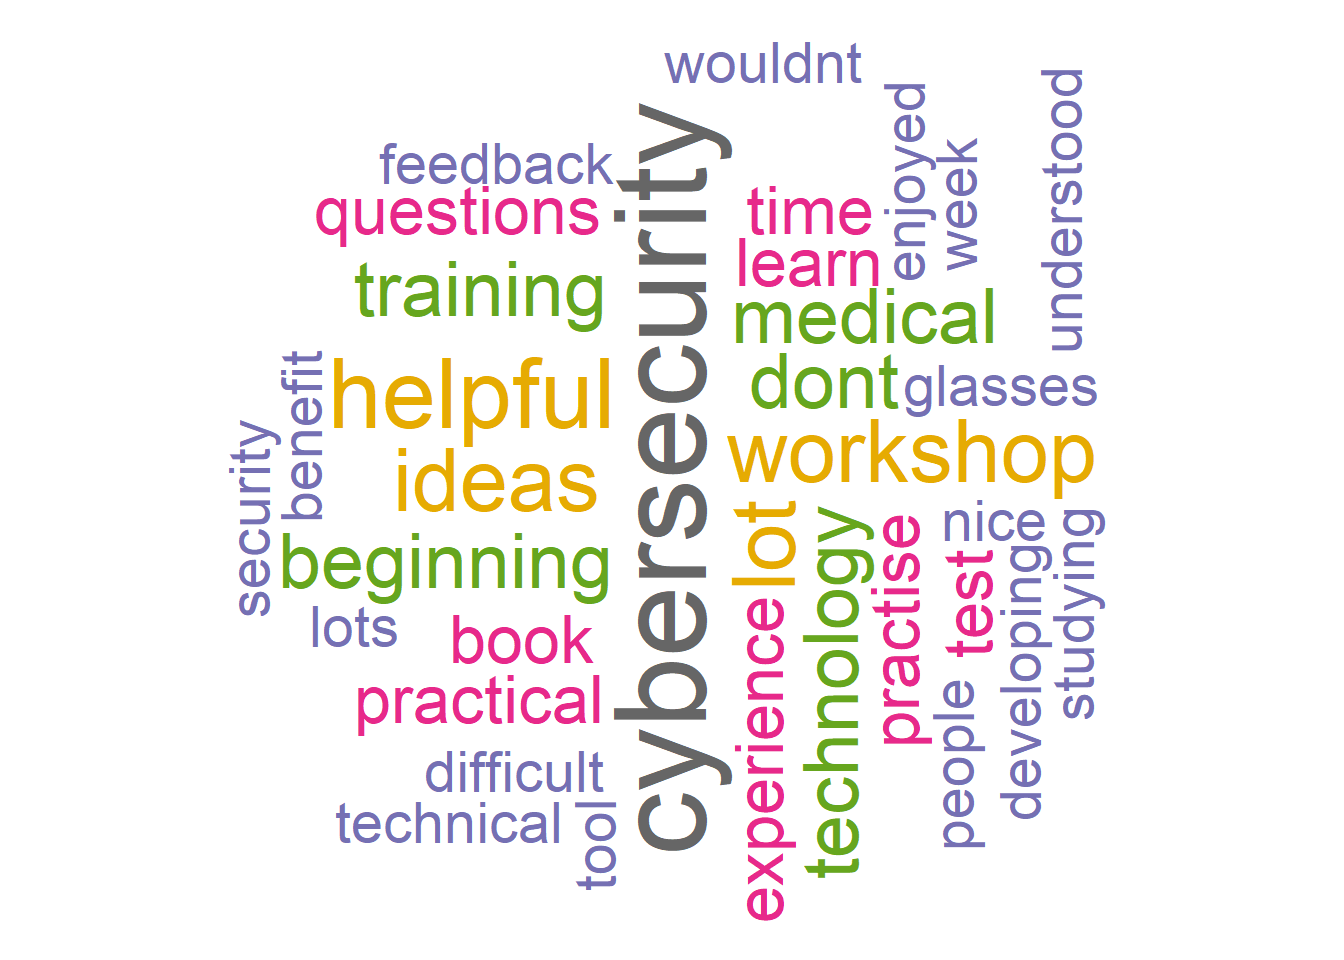 wouldnt
feedback
questions
training
helpful
benefit
security
ideas
beginning
lots
book
practical
difficult
technical
tool
cybersecurity
time
learn
enjoyed
week
understood
medical
dont
glasses
workshop
lot
nice
studying
technology
practise
test
developing
experience
people